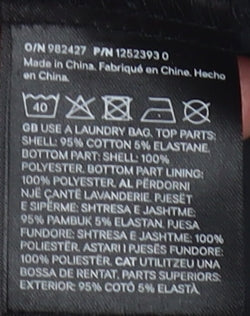 O/N 982427 P/N 1252393 0
Made in China. Fabriqué en Chine. Hecho
en China.
40
GB USE A LAUNDRY BAG. TOP PARTS:
SHELL: 95% COTTON 5% ELASTANE.
BOTTOM PART: SHELL: 100%
POLYESTER. BOTTOM PART LINING:
100% POLYESTER. AL PËRDORNI
NJË ÇANTË LAVANDERIE. PJESËT
E SIPËRME: SHTRESA E JASHTME:
95% PAMBUK 5% ELASTAN. PJESA
FUNDORE: SHTRESA E JASHTME: 100%
POLIESTËR. ASTARI I PJESËS FUNDORE:
100% POLIESTËR. CAT UTILITZEU UNA
BOSSA DE RENTAT. PARTS SUPERIORS:
EXTERIOR: 95% COTÓ 5% ELASTÀ.